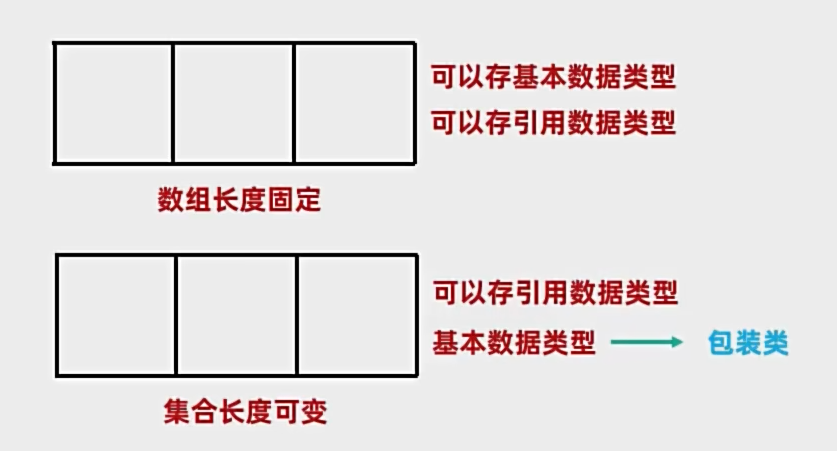 可以存基本数据类型
可以存引用数据类型
数组长度固定
可以存引用数据类型
基本数据类型 → 包装类
集合长度可变